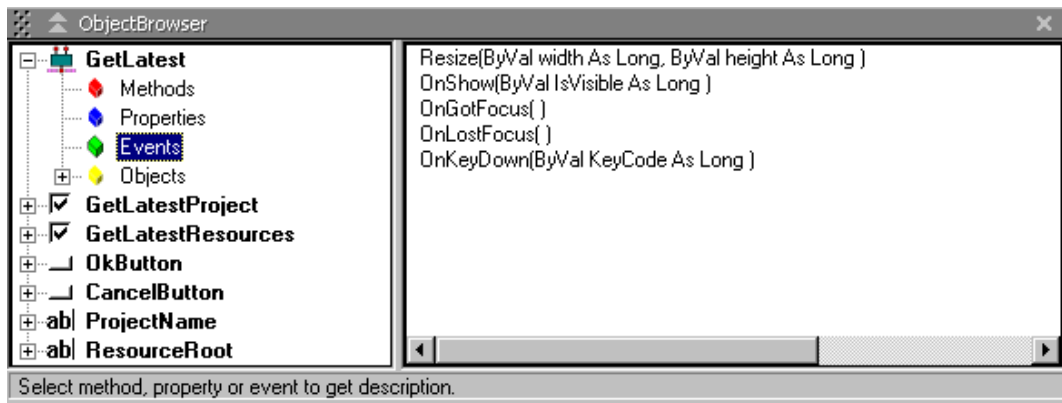 ObjectBrowser
GetLatest
Methods
Properties
Events
Objects
GetLatestProject
GetLatestResources
OkButton
CancelButton
ab| ProjectName
ab| ResourceRoot
Resize(ByVal width As Long, ByVal height As Long )
OnShow(ByVal IsVisible As Long )
OnGotFocus( )
OnLostFocus( )
OnKeyDown(ByVal KeyCode As Long )
Select method, property or event to get description.